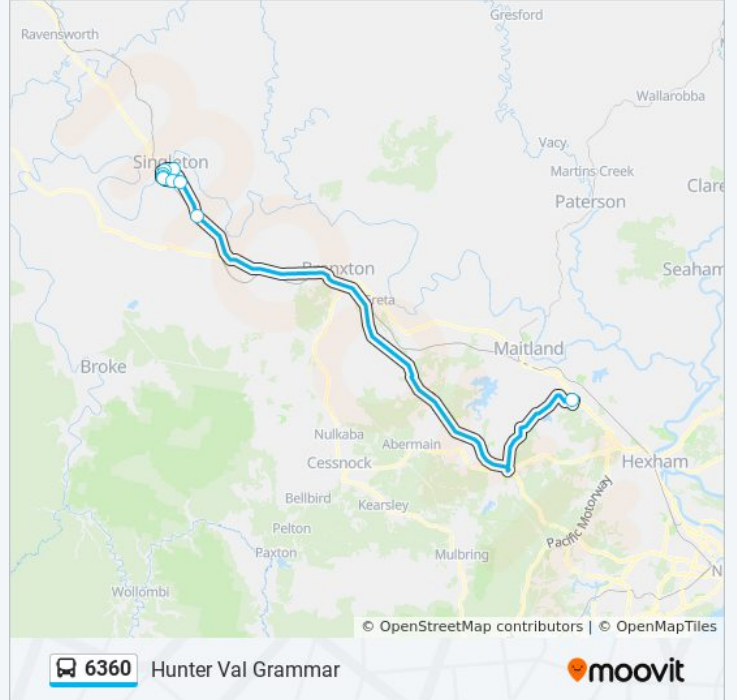 Gresford
Ravensworth
Wallarobba
Vacy
Singleton
Martins Creek
Paterson
Clare
Branxton
Seaham
Greta
Maitland
Broke
Nulkaba
Abermain
Cessnock
Hexham
Bellbird
Kearsley
Pacific Motorway
Pelton
Paxton
Mulbring
N
Wollombi
© OpenStreetMap contributors | © OpenMapTiles
6360 Hunter Val Grammar
moovit